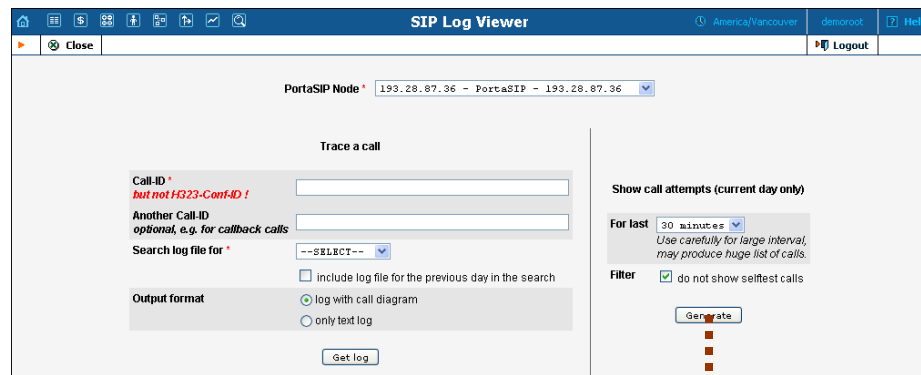 SIP Log Viewer
America/Vancouver
demoroot
Hel
Close
Logout
PortaSIP Node * 193.28.87.36 - PortaSIP - 193.28.87.36
Trace a call
Call-ID *
but not H323-Conf-ID !
Another Call-ID
optional, e.g. for callback calls
Search log file for * --SELECT--
include log file for the previous day in the search
Output format
log with call diagram
only text log
Get log
Show call attempts (current day only)
For last 30 minutes
Use carefully for large interval,
may produce huge list of calls.
Filter do not show selftest calls
Generate